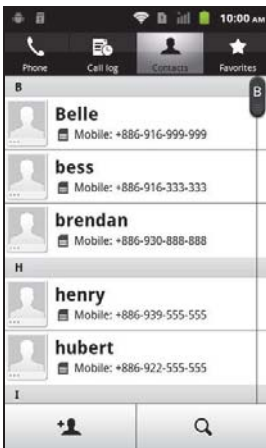 10:00 AM
Phone Call log Contacts Favorites
B
B
Belle
Mobile: +886-916-999-999
bess
Mobile: +886-916-333-333
brendan
Mobile: +886-930-888-888
H
henry
Mobile: +886-939-555-555
hubert
Mobile: +886-922-555-555
I